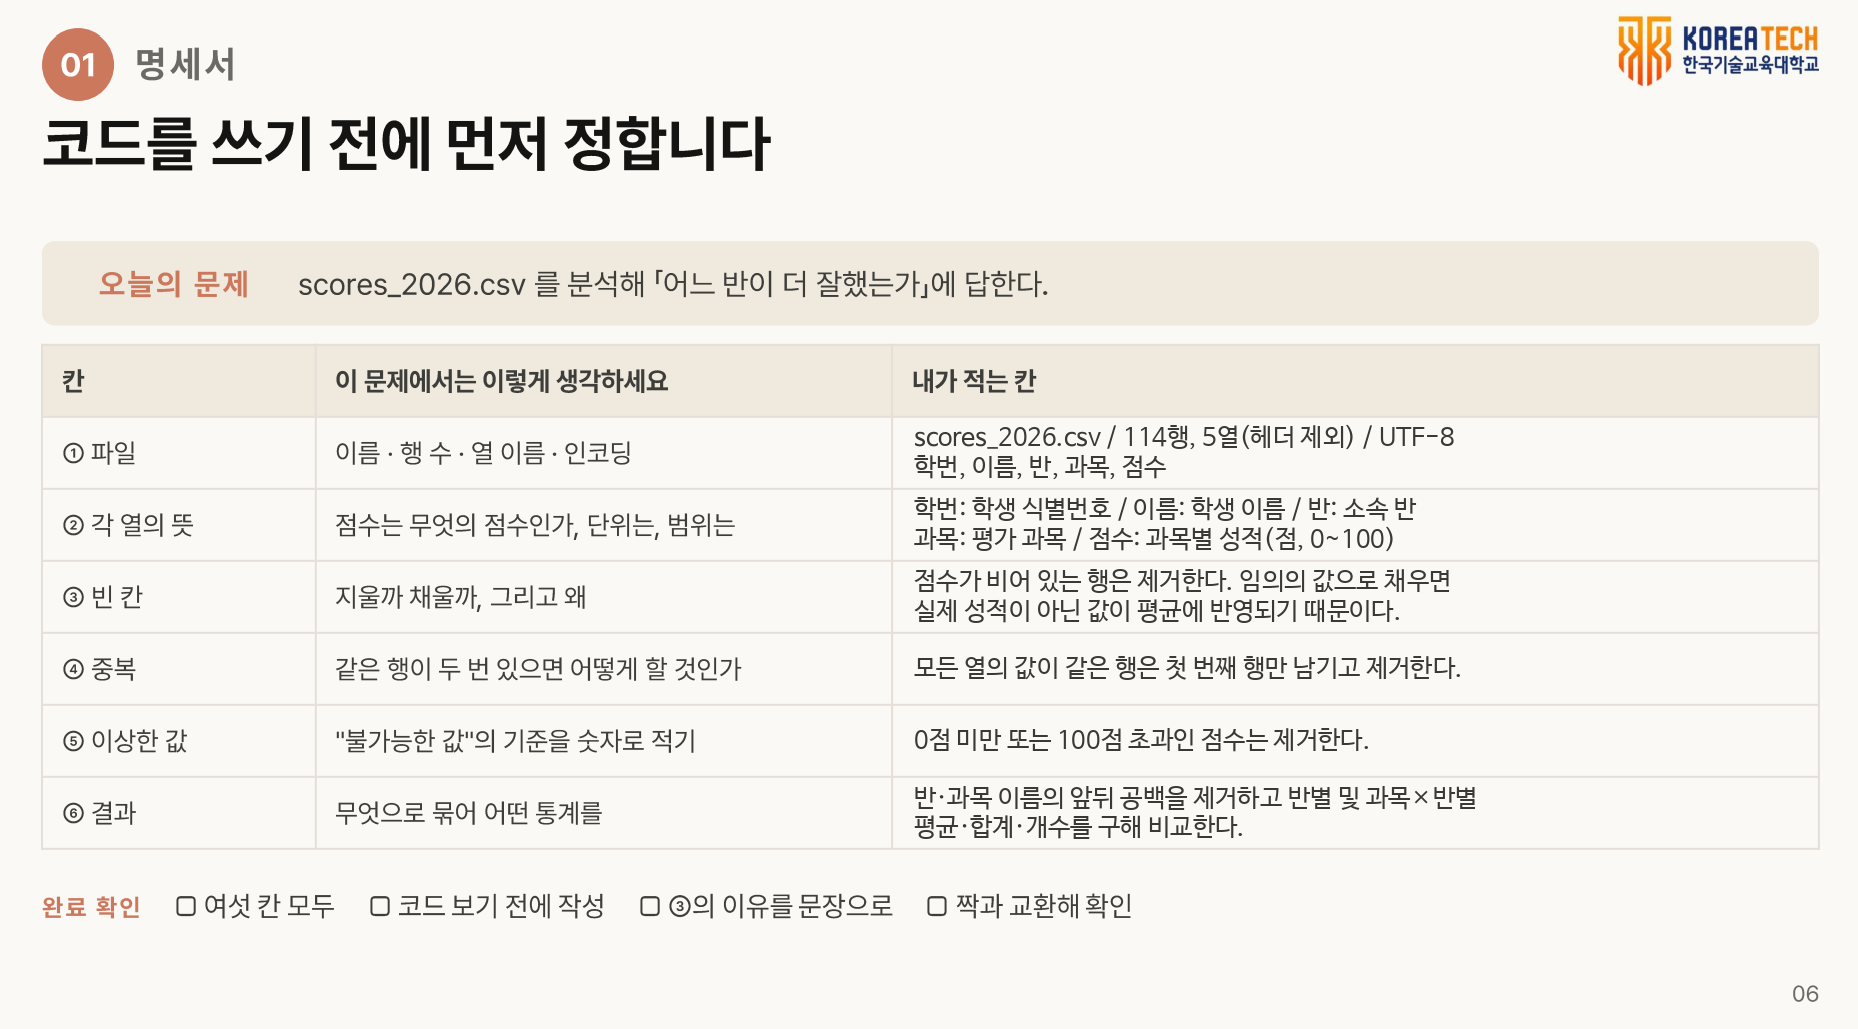 01 명세서
KOREATECH
한국기술교육대학교
코드를 쓰기 전에 먼저 정합니다
오늘의 문제 scores_2026.csv 를 분석해 「어느 반이 더 잘했는가」에 답한다.
칸 이 문제에서는 이렇게 생각하세요 내가 적는 칸
① 파일 이름 · 행 수 · 열 이름 · 인코딩 scores_2026.csv / 114행, 5열(헤더 제외) / UTF-8
학번, 이름, 반, 과목, 점수
② 각 열의 뜻 점수는 무엇의 점수인가, 단위는, 범위는 학번: 학생 식별번호 / 이름: 학생 이름 / 반: 소속 반
과목: 평가 과목 / 점수: 과목별 성적(점, 0~100)
③ 빈 칸 지울까 채울까, 그리고 왜 점수가 비어 있는 행은 제거한다. 임의의 값으로 채우면
실제 성적이 아닌 값이 평균에 반영되기 때문이다.
④ 중복 같은 행이 두 번 있으면 어떻게 할 것인가 모든 열의 값이 같은 행은 첫 번째 행만 남기고 제거한다.
⑤ 이상한 값 "불가능한 값"의 기준을 숫자로 적기 0점 미만 또는 100점 초과인 점수는 제거한다.
⑥ 결과 무엇으로 묶어 어떤 통계를 반·과목 이름의 앞뒤 공백을 제거하고 반별 및 과목×반별
평균·합계·개수를 구해 비교한다.
완료 확인 ☐ 여섯 칸 모두 ☐ 코드 보기 전에 작성 ☐ ③의 이유를 문장으로 ☐ 짝과 교환해 확인
06